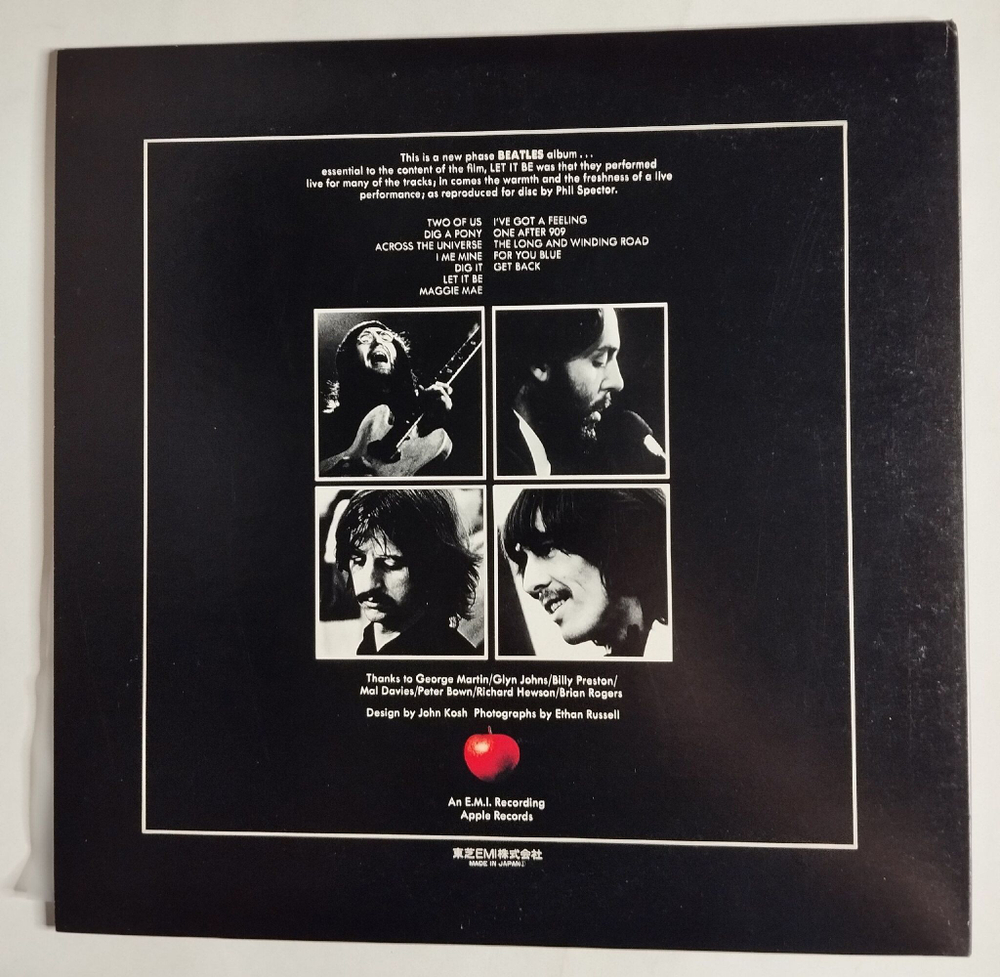 This is a new phase BEATLES album . . .
essential to the content of the film, LET IT BE was that they performed
live for many of the tracks; in comes the warmth and the freshness of a live
performance; as reproduced for disc by Phil Spector.
TWO OF US
DIG A PONY
ACROSS THE UNIVERSE
I ME MINE
DIG IT
LET IT BE
MAGGIE MAE
I'VE GOT A FEELING
ONE AFTER 909
THE LONG AND WINDING ROAD
FOR YOU BLUE
GET BACK
Thanks to George Martin/Glyn Johns/Billy Preston/
Mal Davies/Peter Bown/Richard Hewson/Brian Rogers
Design by John Kosh Photographs by Ethan Russell
An E.M.I. Recording
Apple Records
東芝EMI株式会社
MADE IN JAPAN